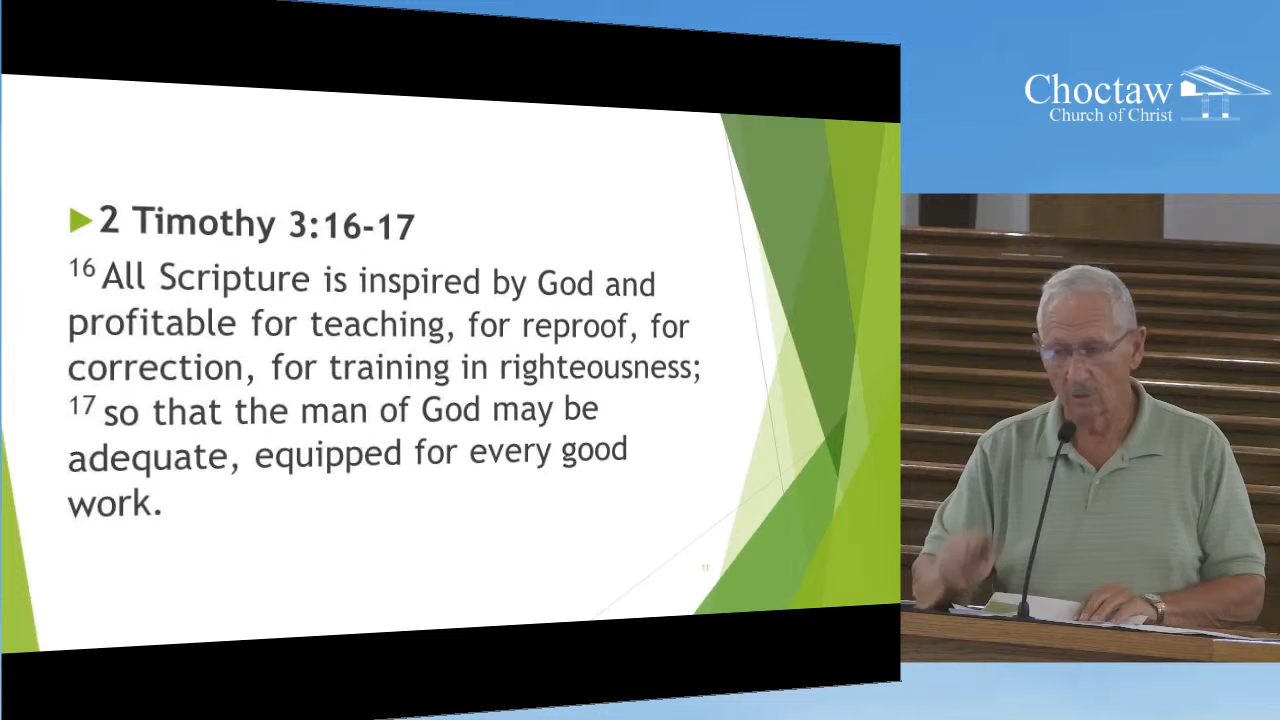 Choctaw
Church of Christ
2 Timothy 3:16-17
16 All Scripture is inspired by God and
profitable for teaching, for reproof, for
correction, for training in righteousness;
17 so that the man of God may be
adequate, equipped for every good
work.
11